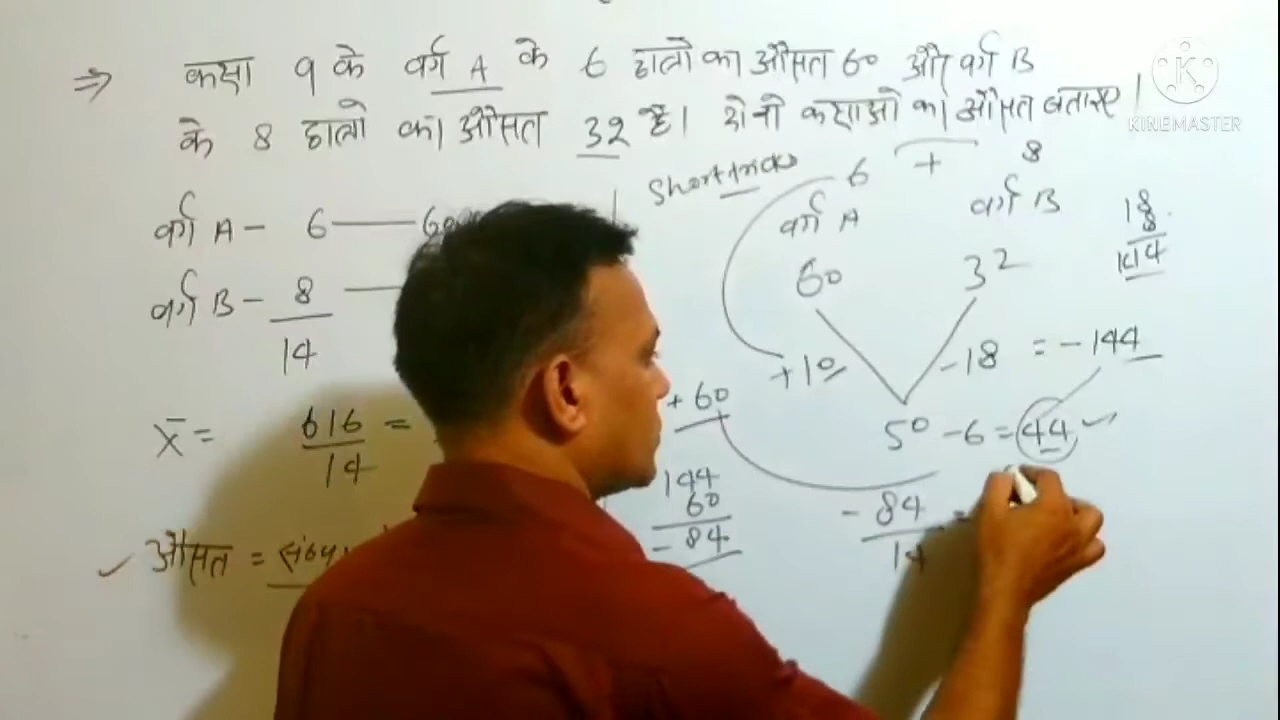 ⇒ कक्षा 9 के वर्ग A के 6 छात्रों का औसत 60 और वर्ग B
के 8 छात्रो का औसत 32 है। दोनो कक्षाओ का औसत बताइए।
KINEMASTER
Short tricks
6 + 8
वर्ग A वर्ग B
60 32
18
8
144
वर्ग A - 6 60
वर्ग B - 8
14
+10 -18 = -144
+ 60
50 - 6 = 44 ✓
x̄ = 616/14 =
144
60
- 84
- 84/14 =
✓ औसत =